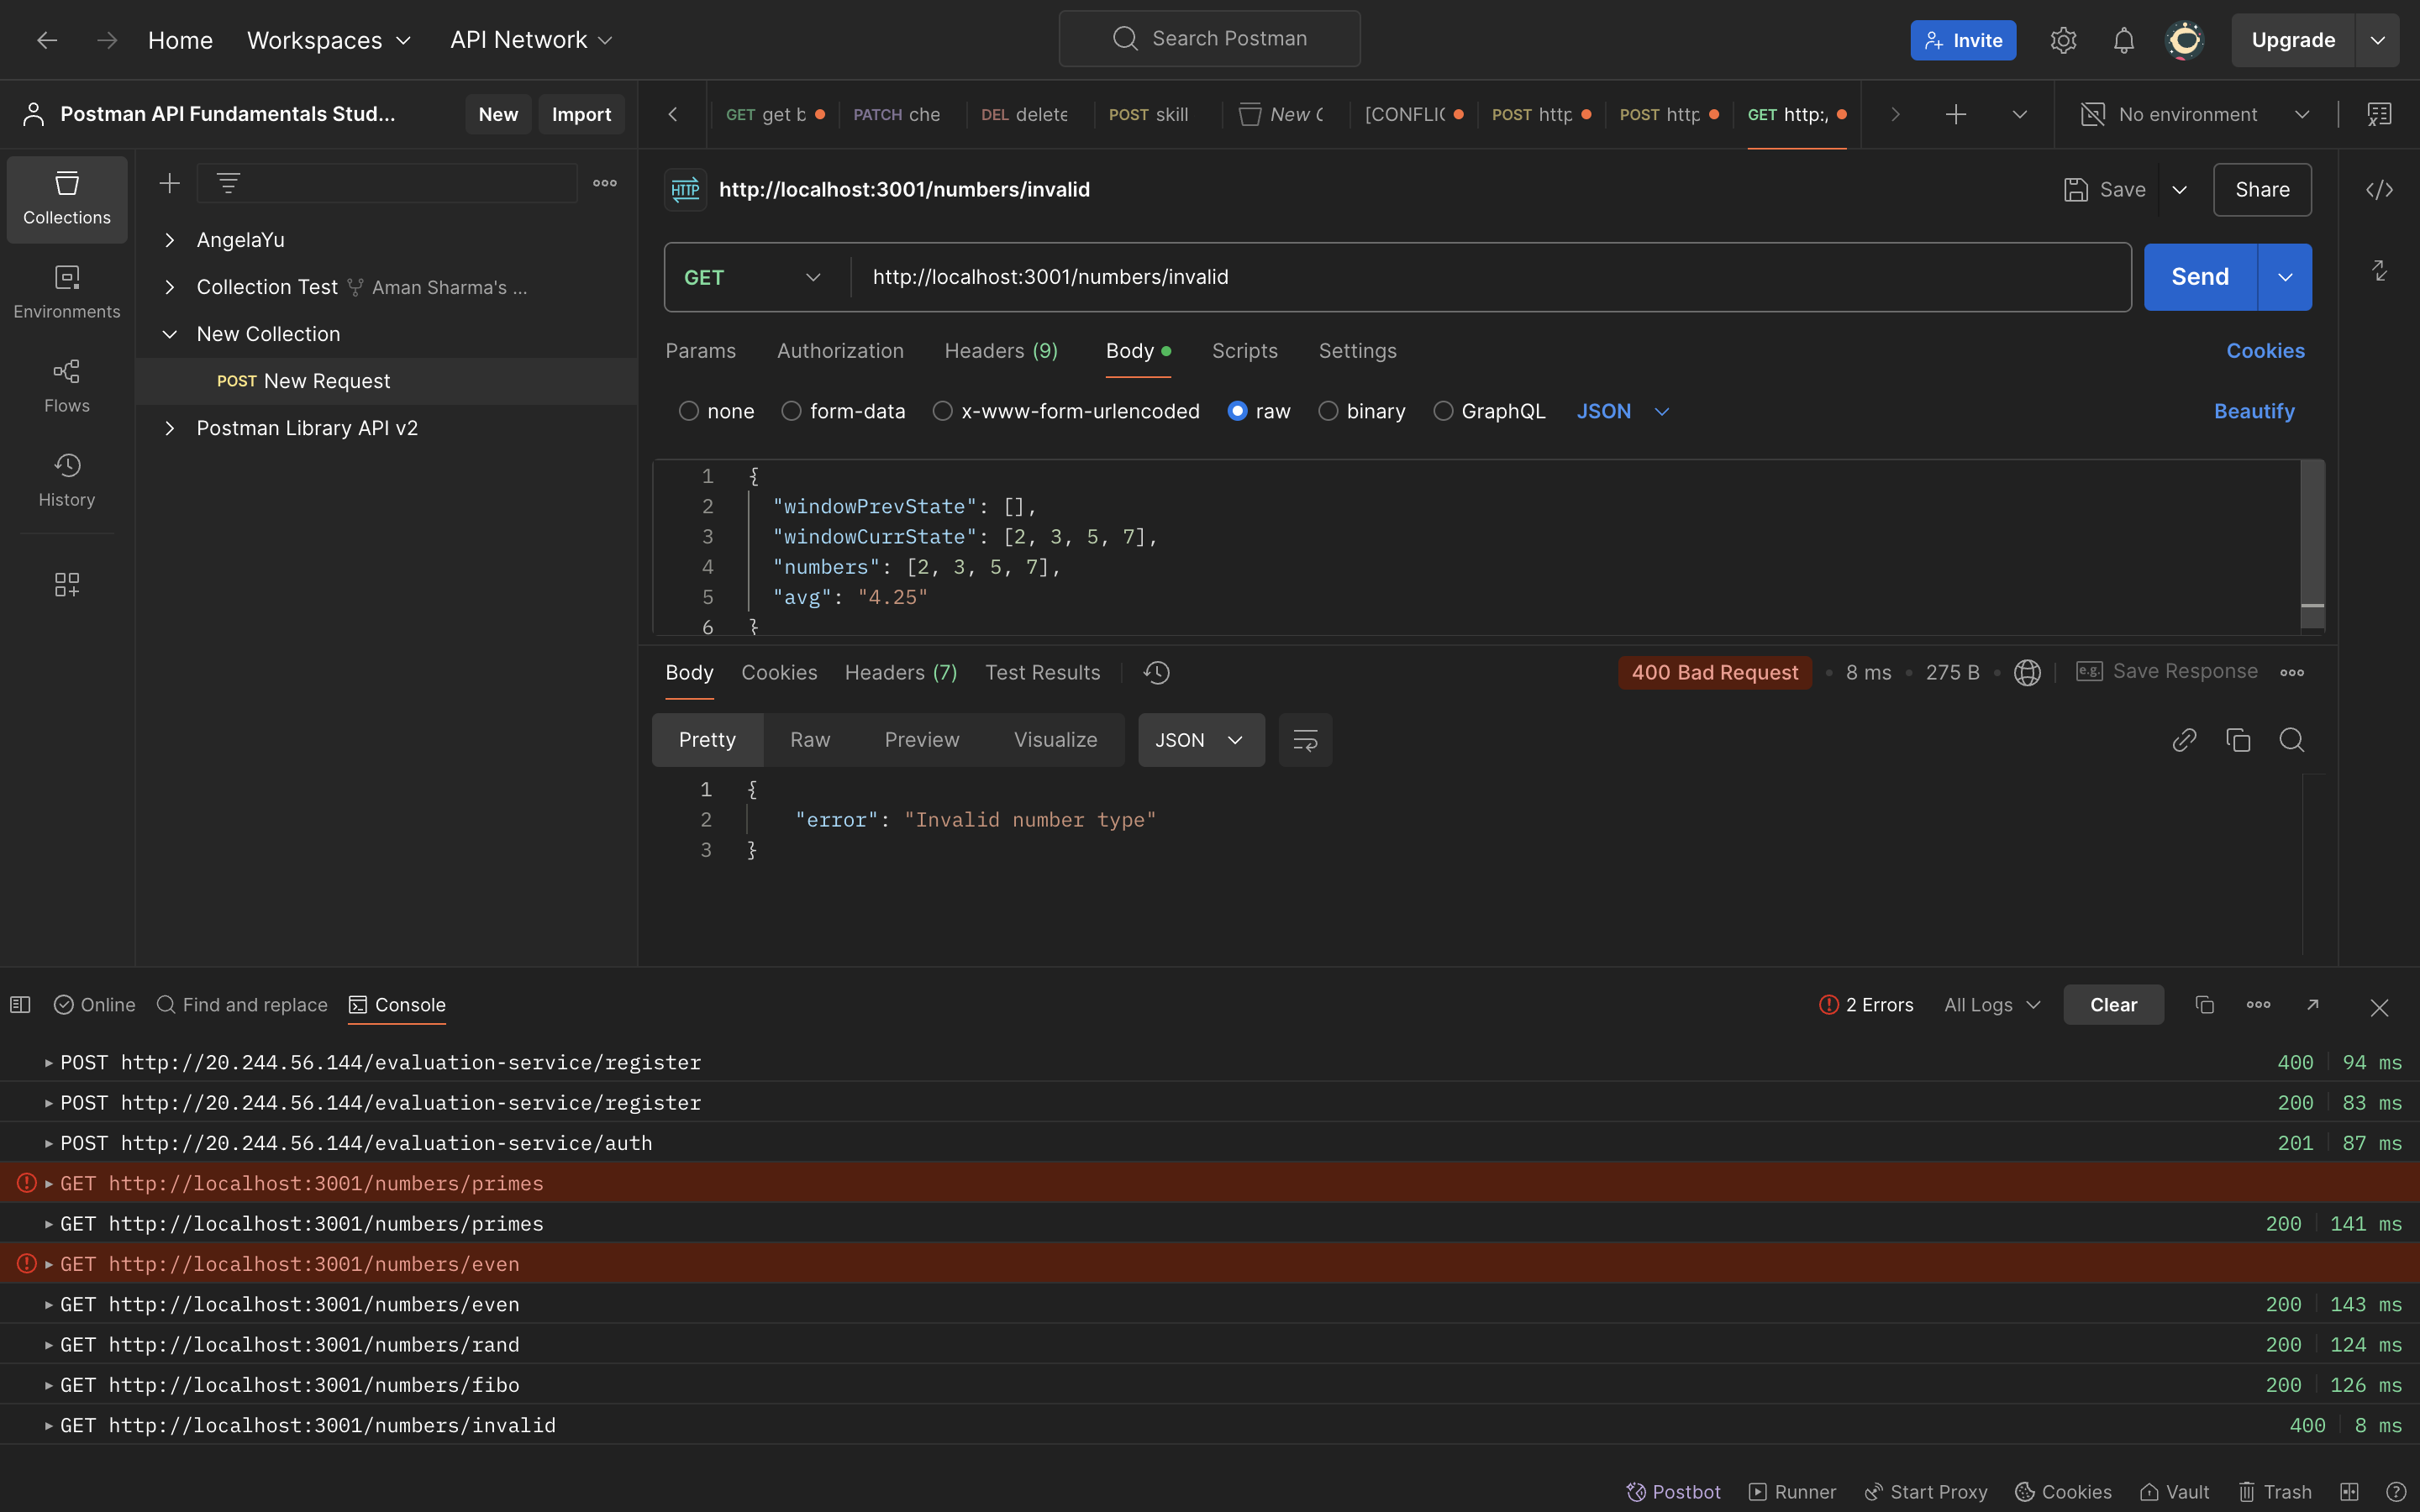 Home Workspaces API Network Search Postman Invite Upgrade
Postman API Fundamentals Stud... New Import
GET get b PATCH che DEL delete POST skill New C [CONFLIC POST http POST http GET http:/ No environment
Collections
Environments
Flows
History
AngelaYu
Collection Test Aman Sharma's ...
New Collection
POST New Request
Postman Library API v2
HTTP http://localhost:3001/numbers/invalid Save Share
GET http://localhost:3001/numbers/invalid Send
Params Authorization Headers (9) Body Scripts Settings Cookies
none form-data x-www-form-urlencoded raw binary GraphQL JSON Beautify
1 {
2 "windowPrevState": [],
3 "windowCurrState": [2, 3, 5, 7],
4 "numbers": [2, 3, 5, 7],
5 "avg": "4.25"
6 }
Body Cookies Headers (7) Test Results 400 Bad Request 8 ms 275 B e.g. Save Response
Pretty Raw Preview Visualize JSON
1 {
2 "error": "Invalid number type"
3 }
Online Find and replace Console 2 Errors All Logs Clear
POST http://20.244.56.144/evaluation-service/register 400 94 ms
POST http://20.244.56.144/evaluation-service/register 200 83 ms
POST http://20.244.56.144/evaluation-service/auth 201 87 ms
GET http://localhost:3001/numbers/primes
GET http://localhost:3001/numbers/primes 200 141 ms
GET http://localhost:3001/numbers/even
GET http://localhost:3001/numbers/even 200 143 ms
GET http://localhost:3001/numbers/rand 200 124 ms
GET http://localhost:3001/numbers/fibo 200 126 ms
GET http://localhost:3001/numbers/invalid 400 8 ms
Postbot Runner Start Proxy Cookies Vault Trash